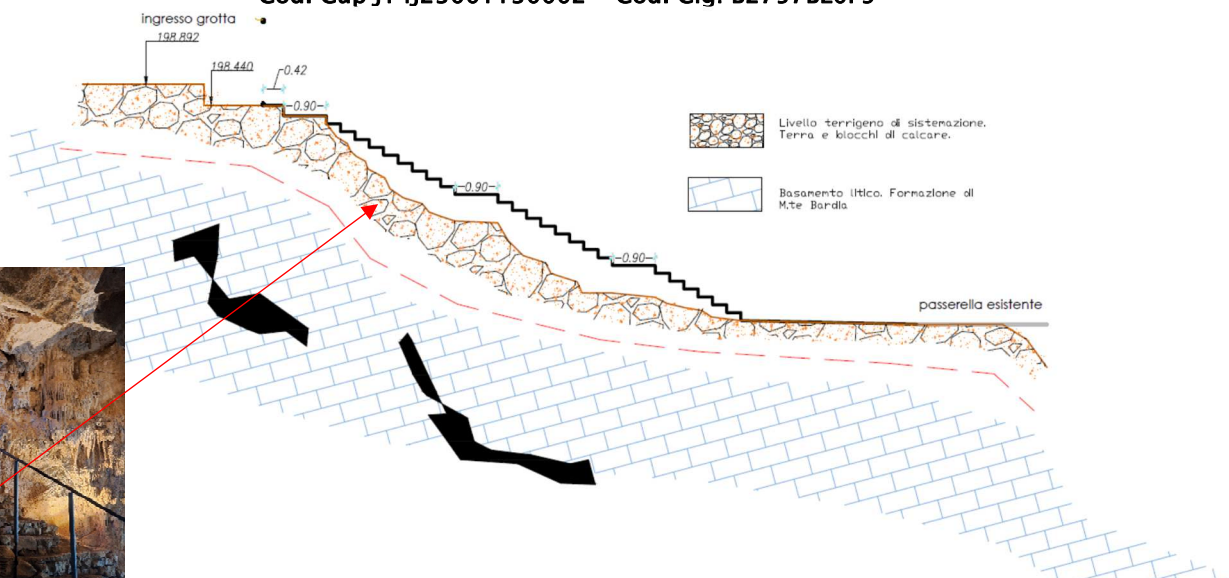 ingresso grotta
198.892
198.440
0.42
0.90
0.90
0.90
Livello terrigeno di sistemazione.
Terra e blocchi di calcare.
Basamento litico. Formazione di
M.te Bardia
passerella esistente